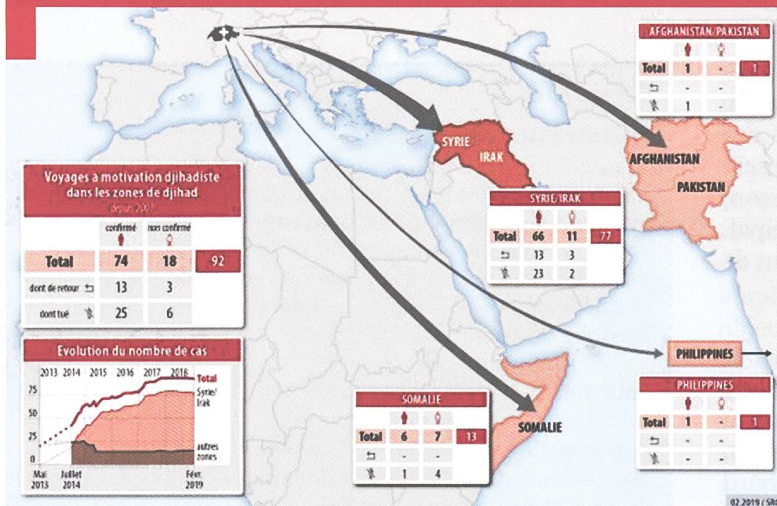 AFGHANISTAN/PAKISTAN
Total 1 - 1
- -
1 -
SYRIE
IRAK
AFGHANISTAN
PAKISTAN
Voyages à motivation djihadiste
dans les zones de djihad
confirmé non confirmé
Total 74 18 92
dont de retour 13 3
dont tué 25 6
SYRIE/IRAK
Total 66 11 77
13 3
23 2
Evolution du nombre de cas
2013 2014 2015 2016 2017 2018
75
50
25
0
Total
Syrie/
Irak
autres
zones
Mai
2013
Juillet
2014
Févr.
2019
SOMALIE
Total 6 7 13
- -
1 4
SOMALIE
PHILIPPINES
PHILIPPINES
Total 1 - 1
- -
- -
02.2019 / SRC